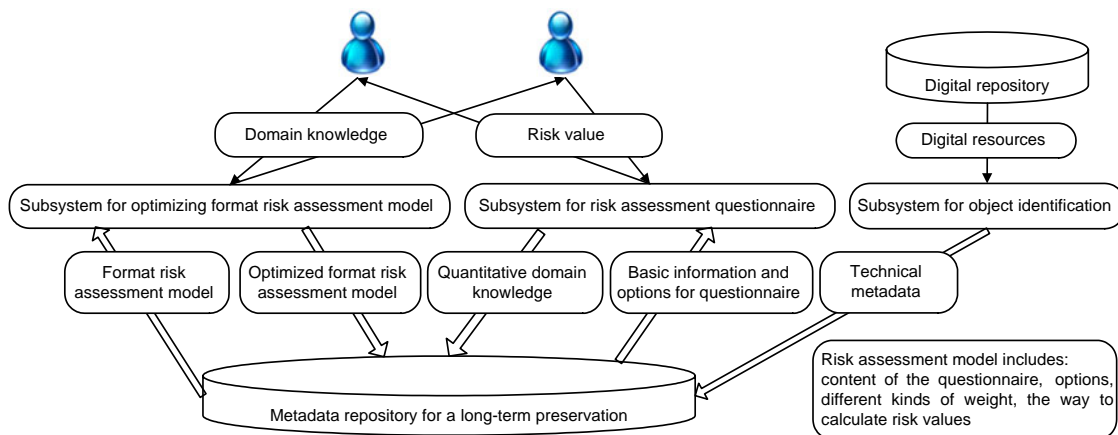 Digital repository
Domain knowledge
Risk value
Digital resources
Subsystem for optimizing format risk assessment model
Subsystem for risk assessment questionnaire
Subsystem for object identification
Format risk
assessment model
Optimized format risk
assessment model
Quantitative domain
knowledge
Basic information and
options for questionnaire
Technical
metadata
Metadata repository for a long-term preservation
Risk assessment model includes:
content of the questionnaire, options,
different kinds of weight, the way to
calculate risk values